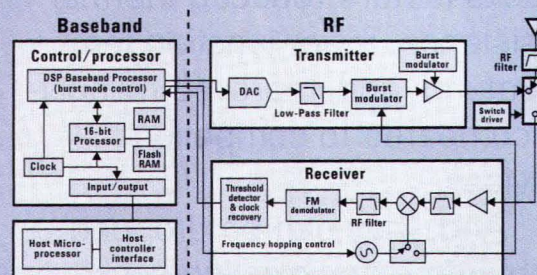 Baseband
RF
Control/processor
DSP Baseband Processor
(burst mode control)
16-bit
Processor
RAM
Flash
RAM
Clock
Input/output
Host Micro-
processor
Host
controller
interface
Transmitter
DAC
Low-Pass Filter
Burst
modulator
Burst
modulator
RF
filter
Switch
driver
Receiver
Threshold
detector
& clock
recovery
FM
demodulator
RF filter
Frequency hopping control